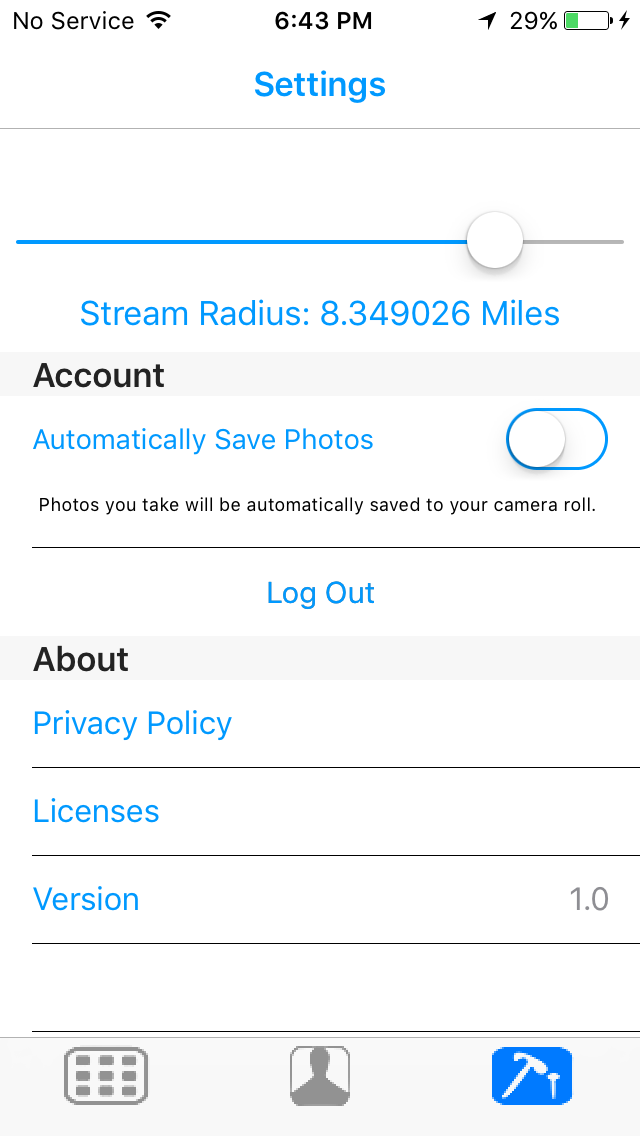 No Service 6:43 PM 29%
Settings
Stream Radius: 8.349026 Miles
Account
Automatically Save Photos
Photos you take will be automatically saved to your camera roll.
Log Out
About
Privacy Policy
Licenses
Version 1.0